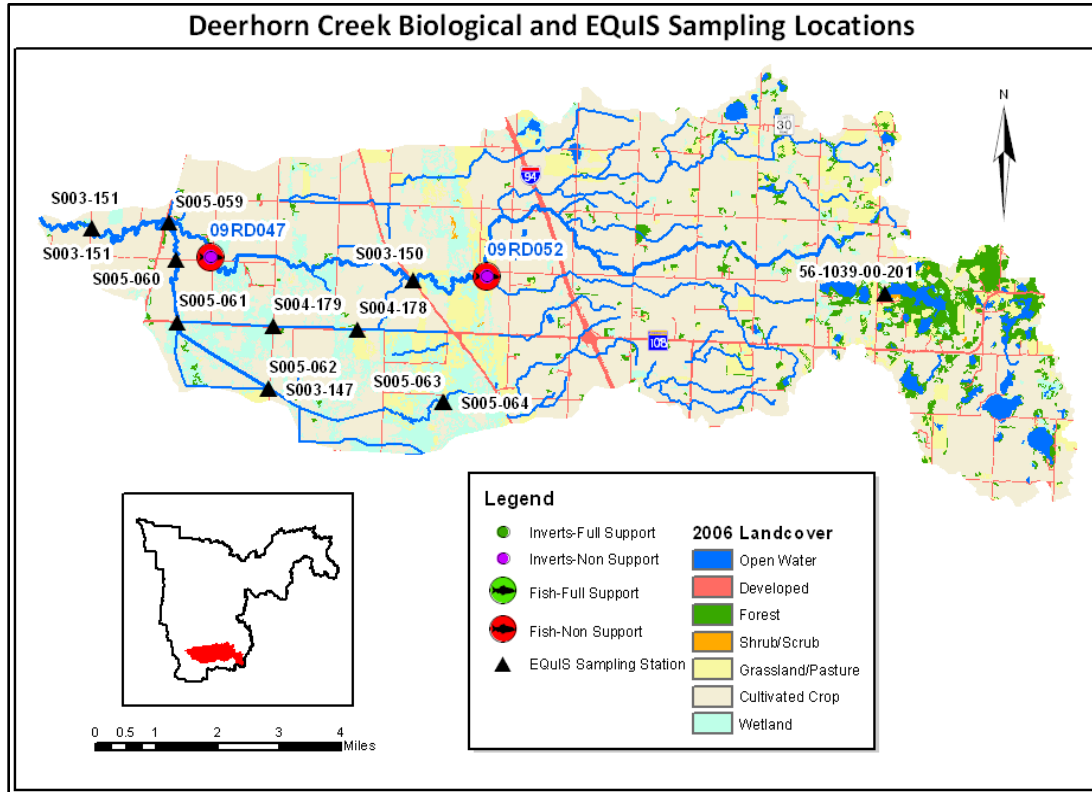 Deerhorn Creek Biological and EQuIS Sampling Locations
N
30
94
S003-151
S005-059
09RD047
S003-150
09RD052
S003-151
S005-060
56-1039-00-201
S005-061
S004-179
S004-178
108
S005-062
S003-147
S005-063
S005-064
Legend
Inverts-Full Support
Inverts-Non Support
Fish-Full Support
Fish-Non Support
EQuIS Sampling Station
2006 Landcover
Open Water
Developed
Forest
Shrub/Scrub
Grassland/Pasture
Cultivated Crop
Wetland
0 0.5 1 2 3 4
Miles